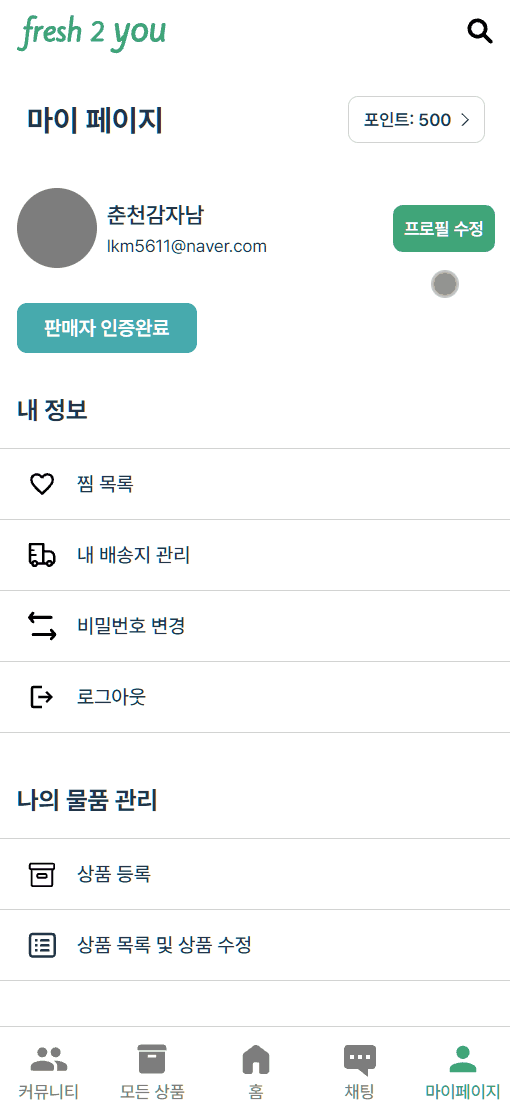 fresh 2 you
마이 페이지
포인트: 500
춘천감자남
lkm5611@naver.com
프로필 수정
판매자 인증완료
내 정보
찜 목록
내 배송지 관리
비밀번호 변경
로그아웃
나의 물품 관리
상품 등록
상품 목록 및 상품 수정
커뮤니티
모든 상품
홈
채팅
마이페이지